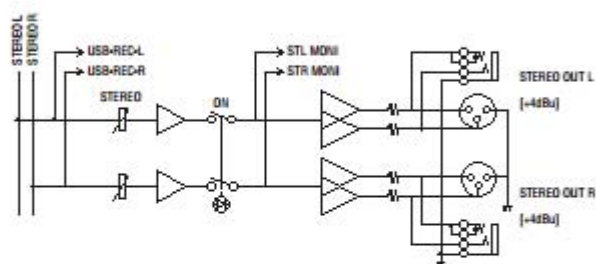 STEREO L
STEREO R
USB•REC•L
USB•REC•R
STEREO
ON
STL MONI
STR MONI
STEREO OUT L
[+4dBu]
STEREO OUT R
[+4dBu]